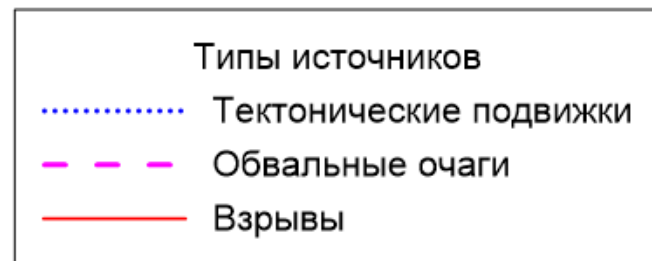 Типы источников
Тектонические подвижки
Обвальные очаги
Взрывы